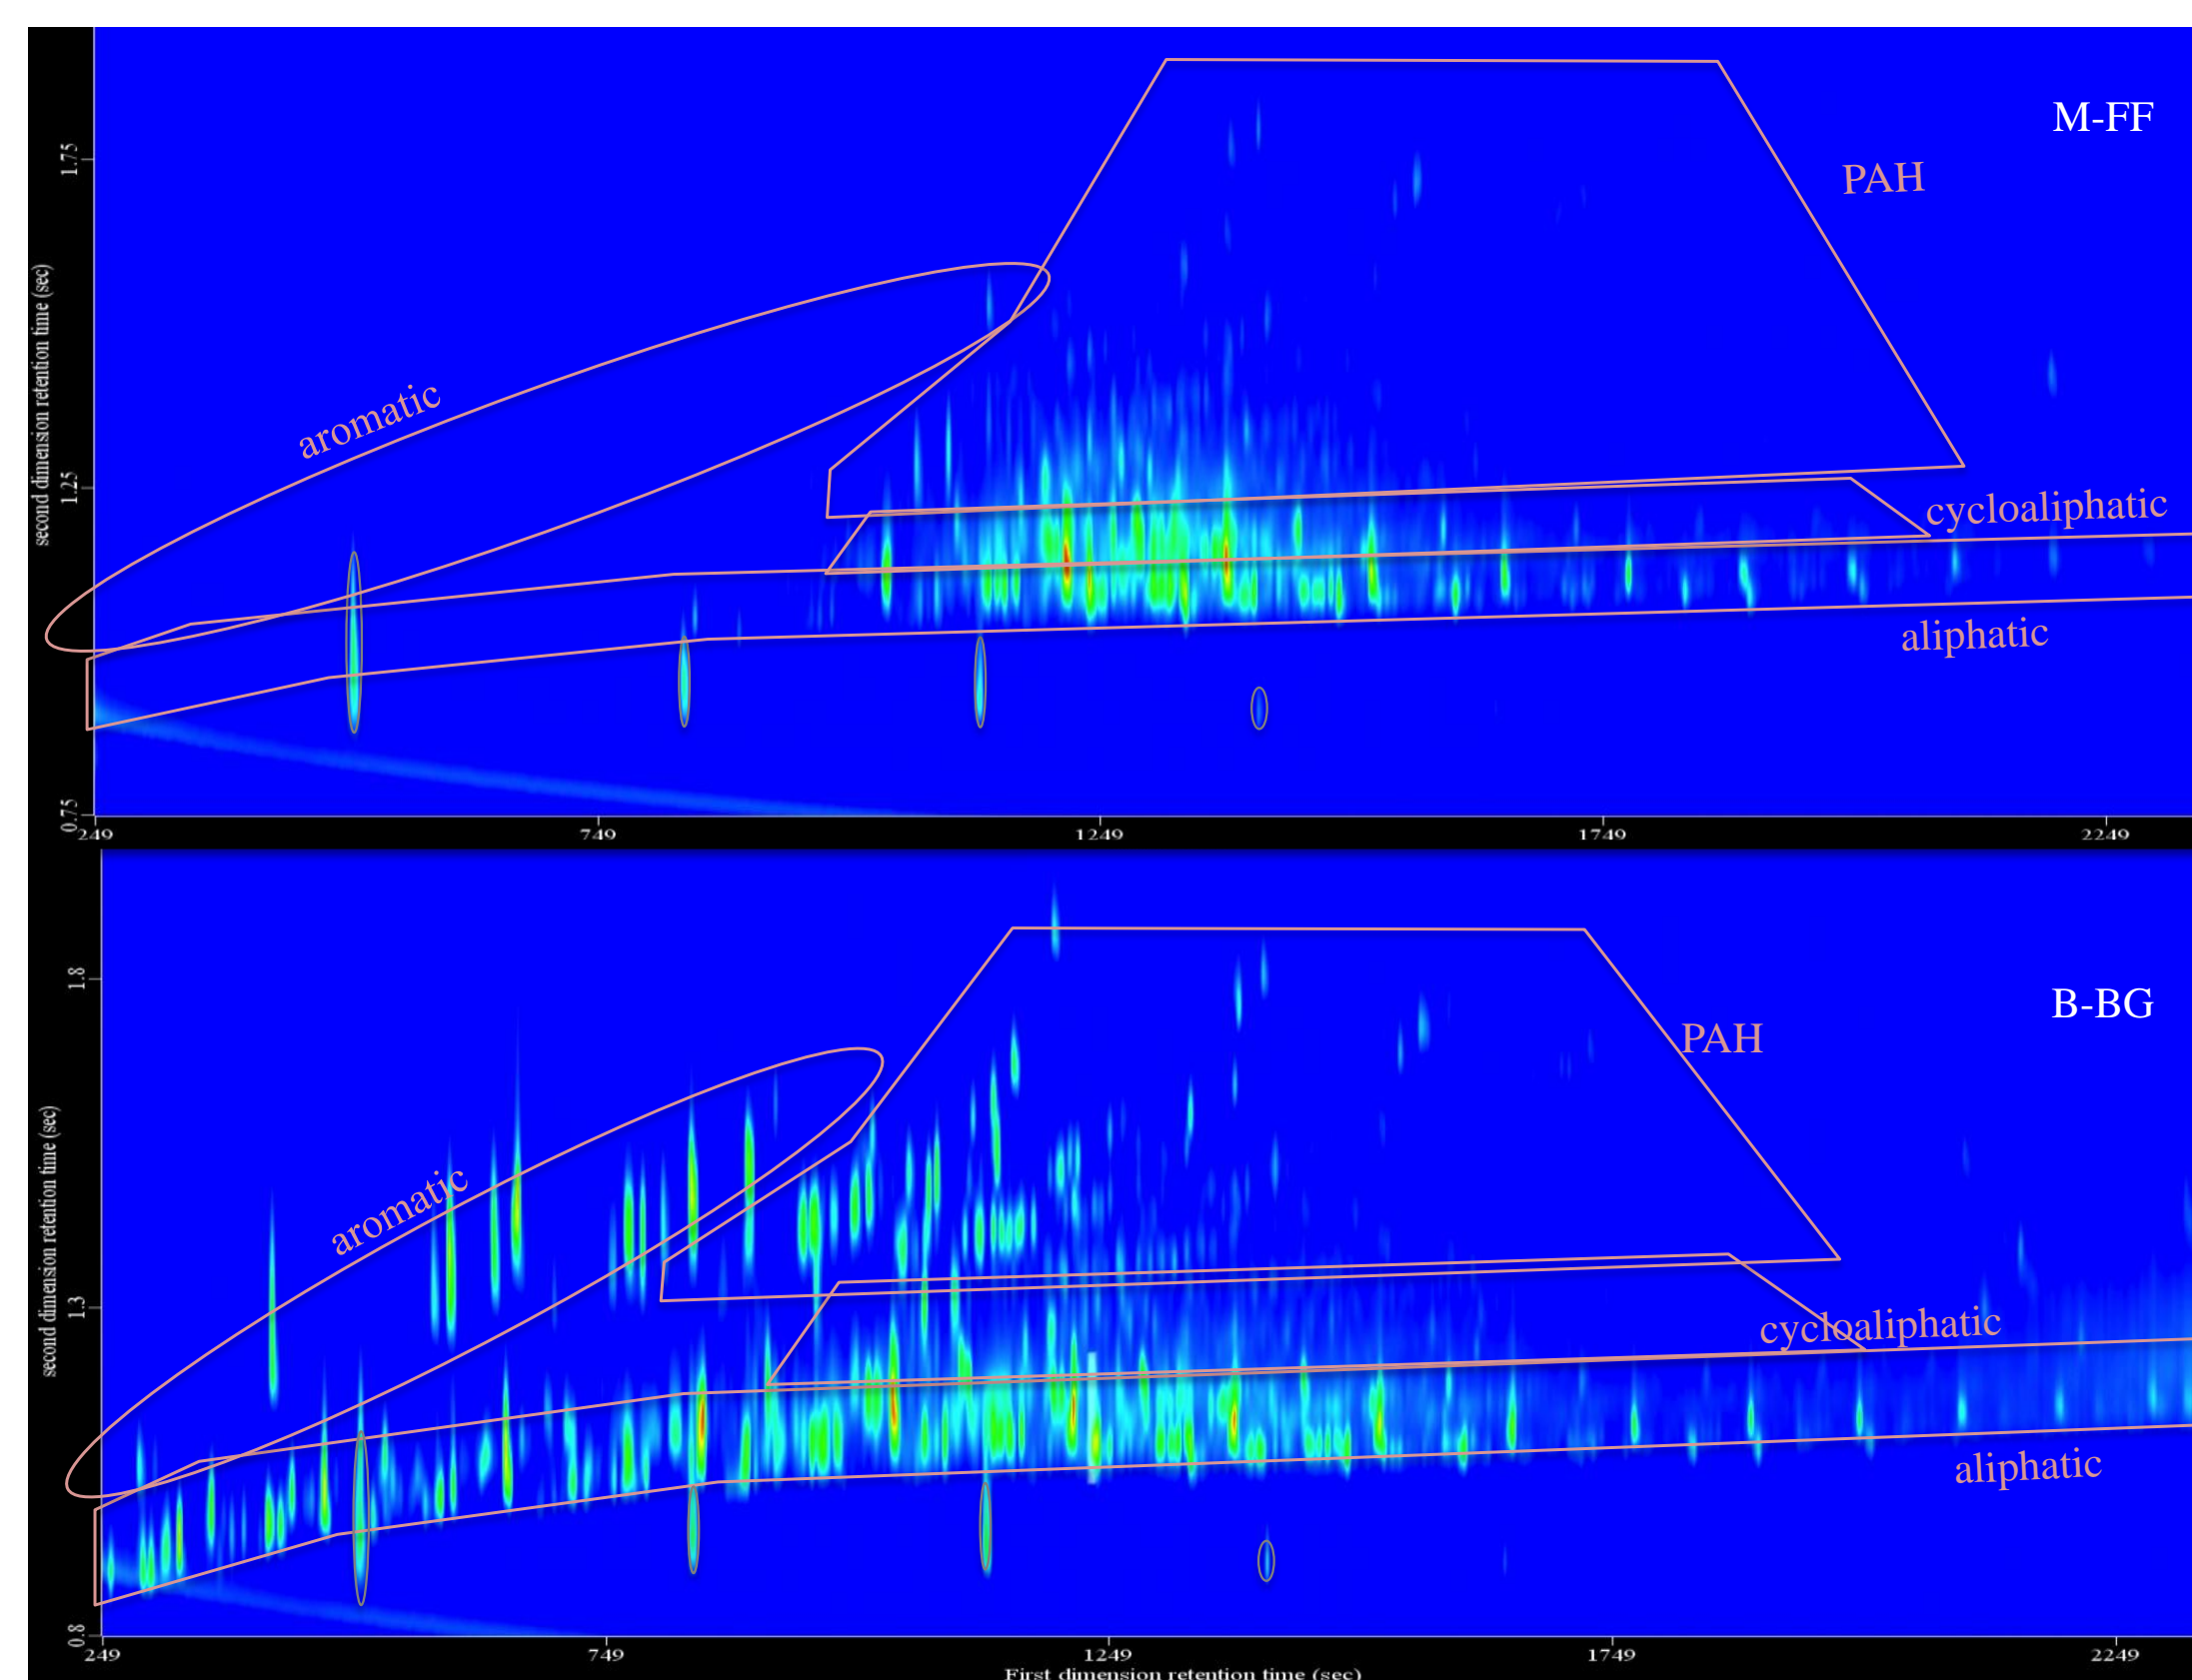 M-FF
PAH
1.75
second dimension retention time (sec)
aromatic
1.25
cycloaliphatic
aliphatic
0.75
249 749 1249 1749 2249
B-BG
1.8
PAH
second dimension retention time (sec)
aromatic
1.3
cycloaliphatic
aliphatic
0.8
249 749 1249 1749 2249
First dimension retention time (sec)